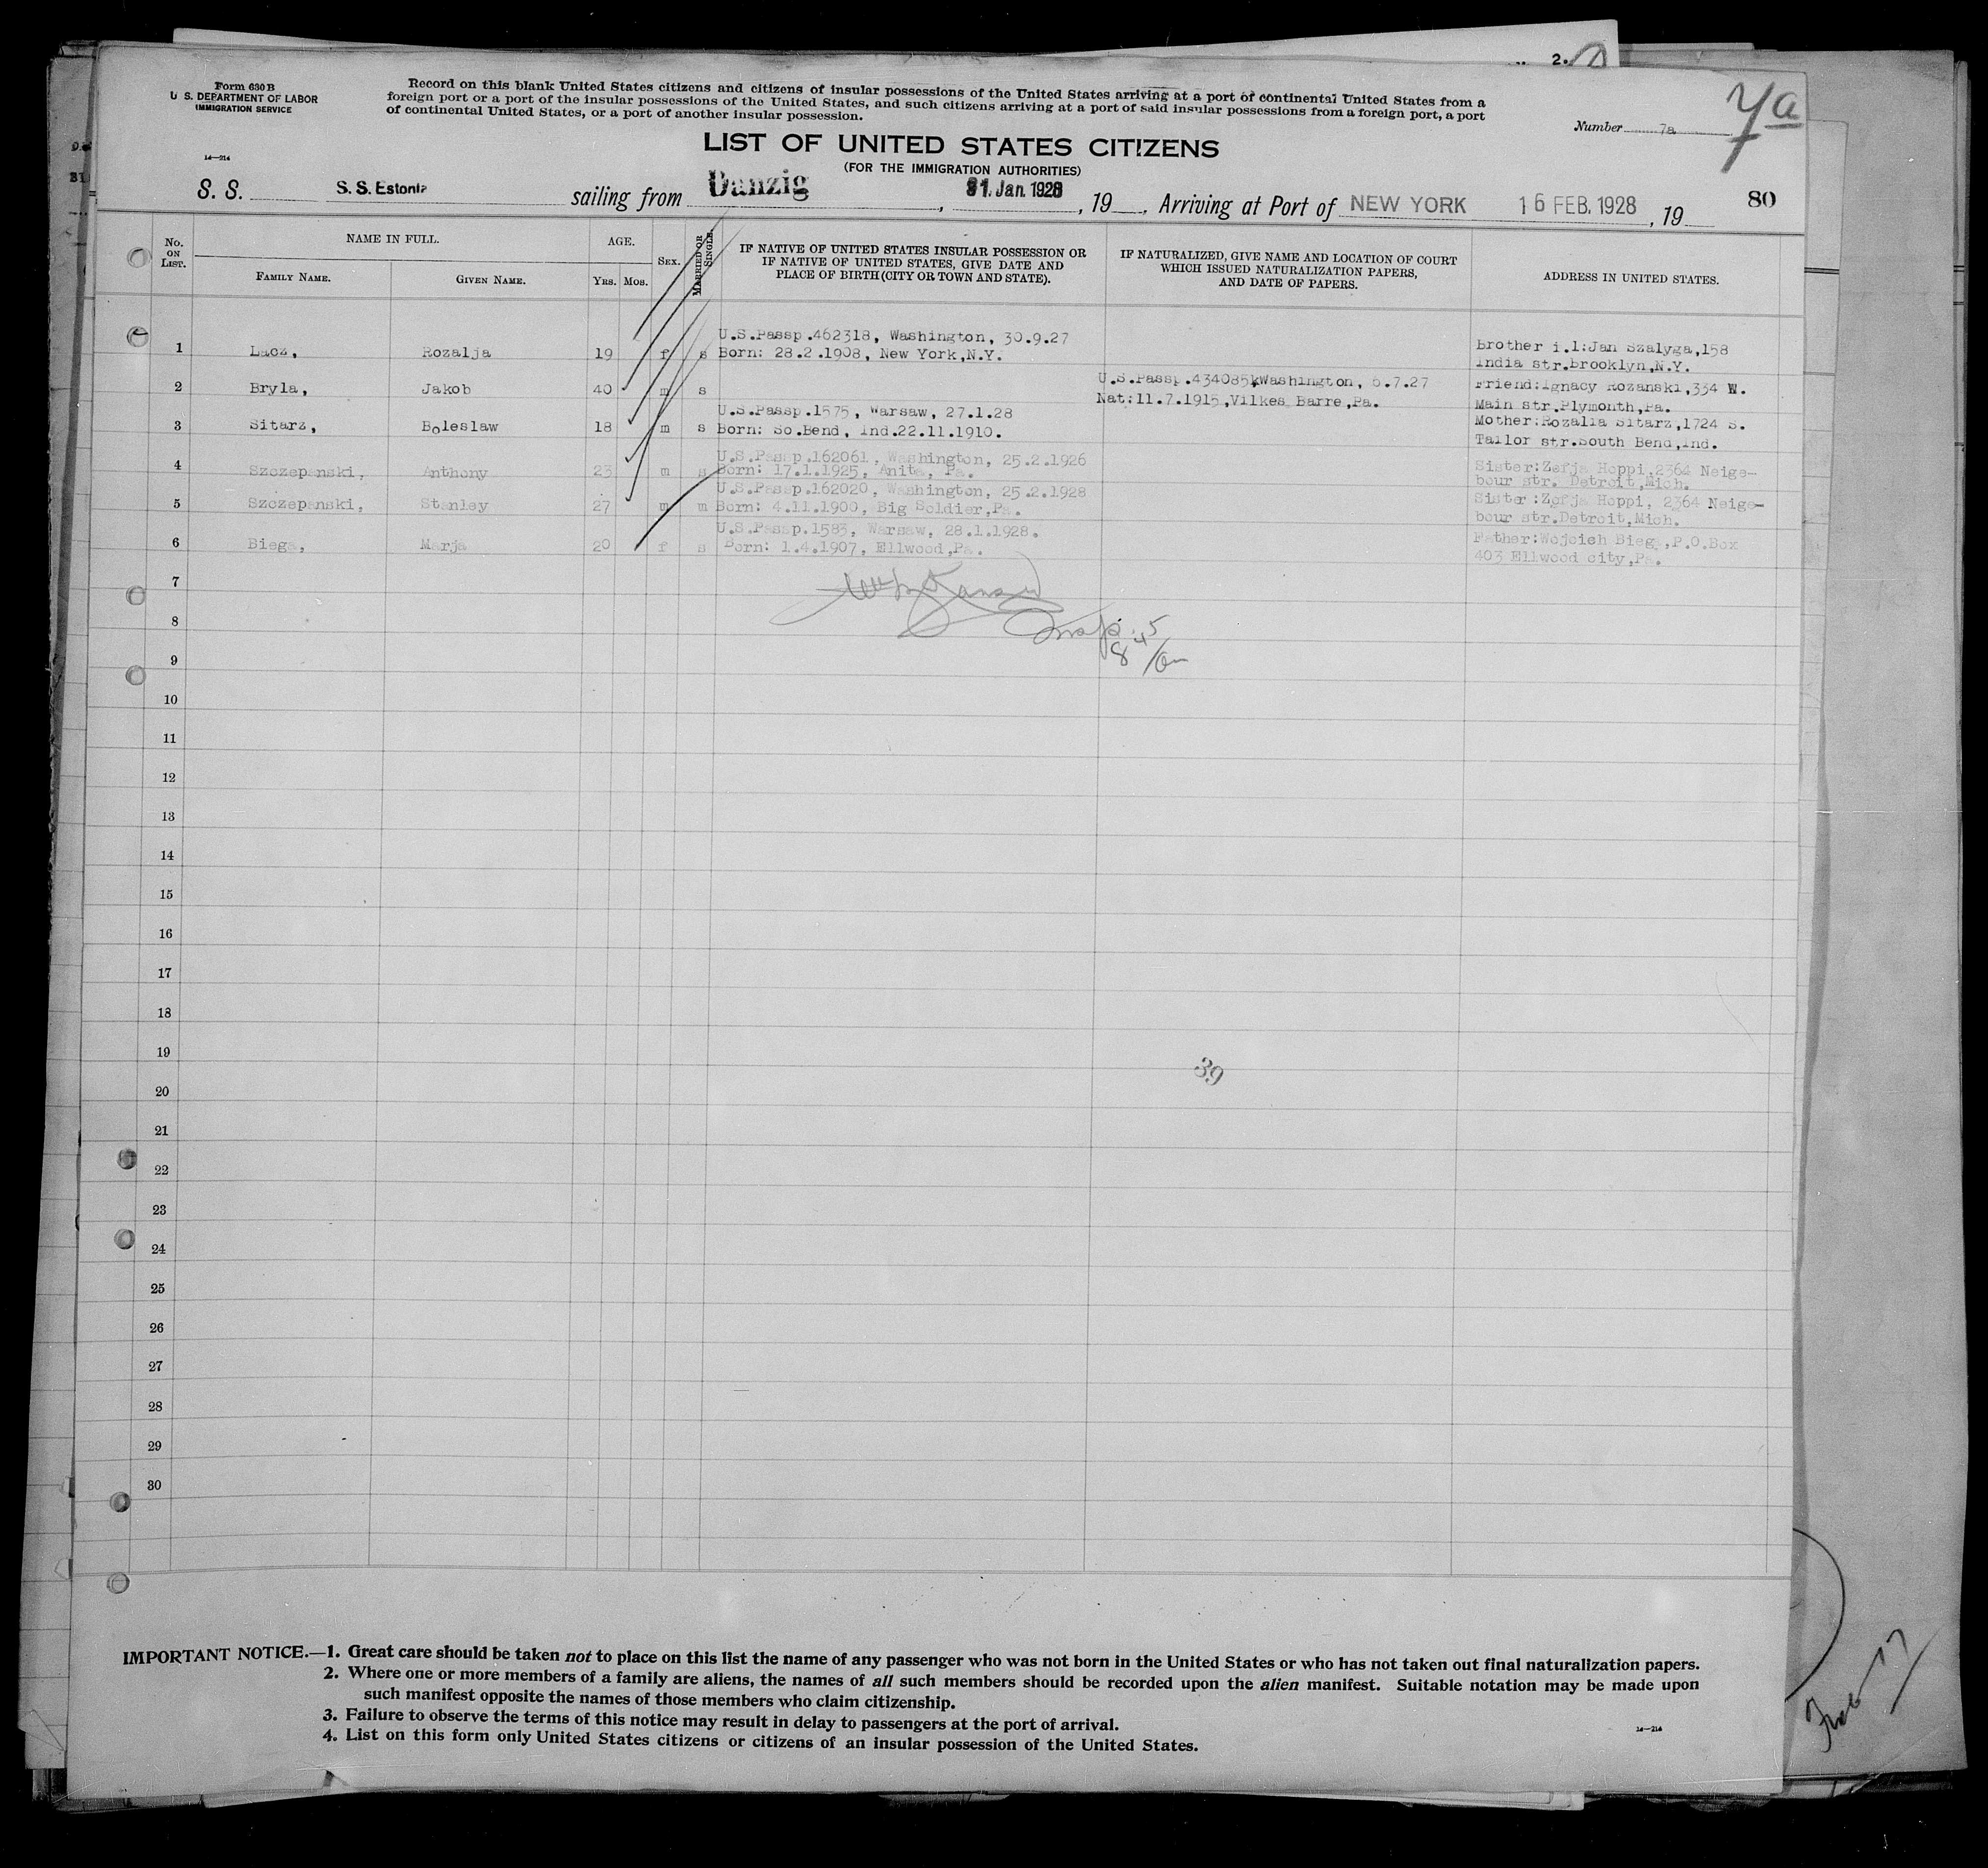 2.
Form 630 B
U. S. DEPARTMENT OF LABOR
IMMIGRATION SERVICE
14—214
Record on this blank United States citizens and citizens of insular possessions of the United States arriving at a port of continental United States from a
foreign port or a port of the insular possessions of the United States, and such citizens arriving at a port of said insular possessions from a foreign port, a port
of continental United States, or a port of another insular possession.
Number 7a
7a
LIST OF UNITED STATES CITIZENS
(FOR THE IMMIGRATION AUTHORITIES)
S. S. S. S. Estonia sailing from Danzig, 31. Jan. 1928, 19, Arriving at Port of NEW YORK 16 FEB. 1928, 19
80
No. ON LIST.
NAME IN FULL.
FAMILY NAME.
GIVEN NAME.
AGE.
YRS. MOS.
SEX.
MARRIED OR SINGLE.
IF NATIVE OF UNITED STATES INSULAR POSSESSION OR
IF NATIVE OF UNITED STATES, GIVE DATE AND
PLACE OF BIRTH (CITY OR TOWN AND STATE).
IF NATURALIZED, GIVE NAME AND LOCATION OF COURT
WHICH ISSUED NATURALIZATION PAPERS,
AND DATE OF PAPERS.
ADDRESS IN UNITED STATES.
U.S.Passp.462318, Washington, 30.9.27
1 Lacz, Rozalja 19 f s Born: 28.2.1908, New York,N.Y. Brother i.l:Jan Szalyga,158
India str.brooklyn,N.Y.
2 Bryla, Jakob 40 m s U.S.Passp.434085,Washington, 6.7.27 Friend:Ignacy Rozanski,334 W.
Nat:11.7.1915,Vilkes Barre,Pa. Main str.Plymonth,Pa.
U.S.Passp.1575, Warsaw, 27.1.28
3 Sitarz, Boleslaw 18 m s Born: So.Bend, Ind.22.11.1910. Mother:Rozalia Sitarz,1724 S.
Tailor str.South Bend,Ind.
U.S.Passp.162061, Washington, 25.2.1926
4 Szczepanski, Anthony 23 m s Born: 17.1.1925, Anita, Pa. Sister:Zofja Hoppi,2364 Neige-
bour str. Detroit,Mich.
U.S.Passp.162020, Washington, 25.2.1928
5 Szczepanski, Stanley 27 m m Born: 4.11.1900, Big Soldier,Pa. Sister:Zofja Hoppi, 2364 Neige-
bour str.Detroit,Mich.
U.S.Passp.1583, Warsaw, 28.1.1928.
6 Biega, Marja 20 f s Born: 1.4.1907, Ellwood,Pa. Father:Wojcich Biega,P.O.Box
403 Ellwood city,Pa.
7
8
9
10
11
12
13
14
15
16
17
18
19
39
20
21
22
23
24
25
26
27
28
29
30
IMPORTANT NOTICE.—1. Great care should be taken not to place on this list the name of any passenger who was not born in the United States or who has not taken out final naturalization papers.
2. Where one or more members of a family are aliens, the names of all such members should be recorded upon the alien manifest. Suitable notation may be made upon
such manifest opposite the names of those members who claim citizenship.
3. Failure to observe the terms of this notice may result in delay to passengers at the port of arrival.
4. List on this form only United States citizens or citizens of an insular possession of the United States.
14—214